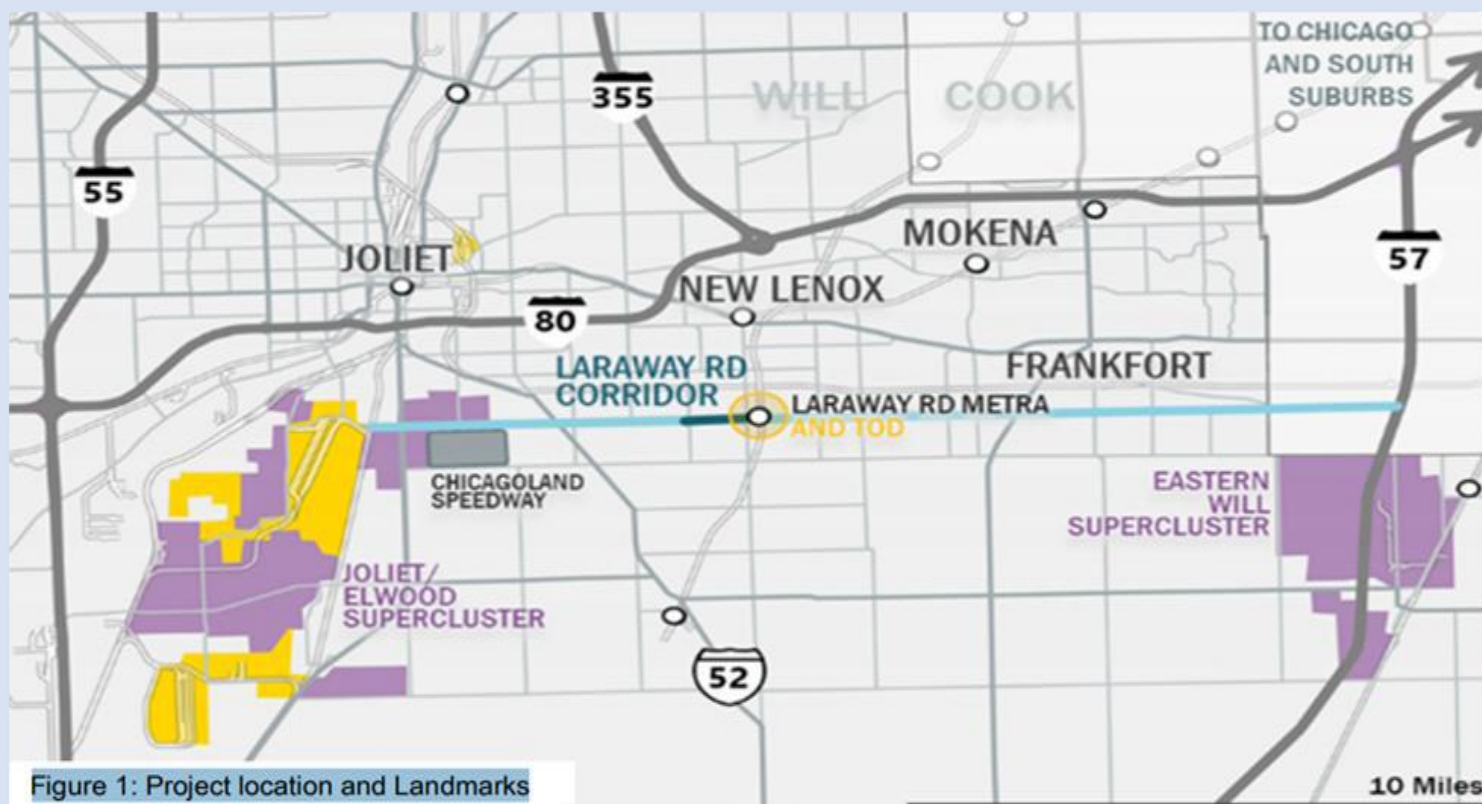 TO CHICAGO
AND SOUTH
SUBURBS
355
WILL
COOK
55
JOLIET
MOKENA
57
NEW LENOX
80
LARAWAY RD
CORRIDOR
FRANKFORT
LARAWAY RD METRA
AND TOD
CHICAGOLAND
SPEEDWAY
EASTERN
WILL
SUPERCLUSTER
JOLIET/
ELWOOD
SUPERCLUSTER
52
Figure 1: Project location and Landmarks
10 Miles